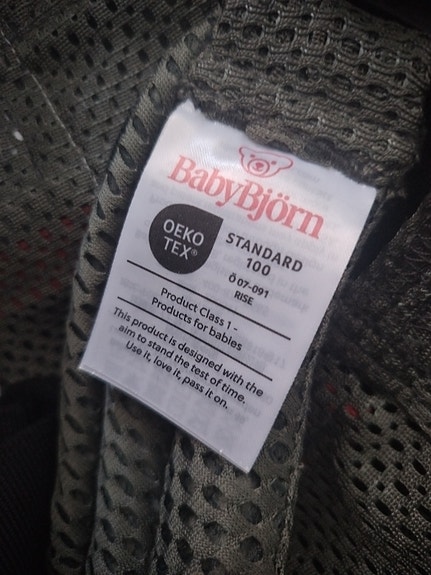 BabyBjörn
OEKO
TEX®
STANDARD
100
Ö 07-091
RISE
Product Class 1 -
Products for babies
This product is designed with the
aim to stand the test of time.
Use it, love it, pass it on.